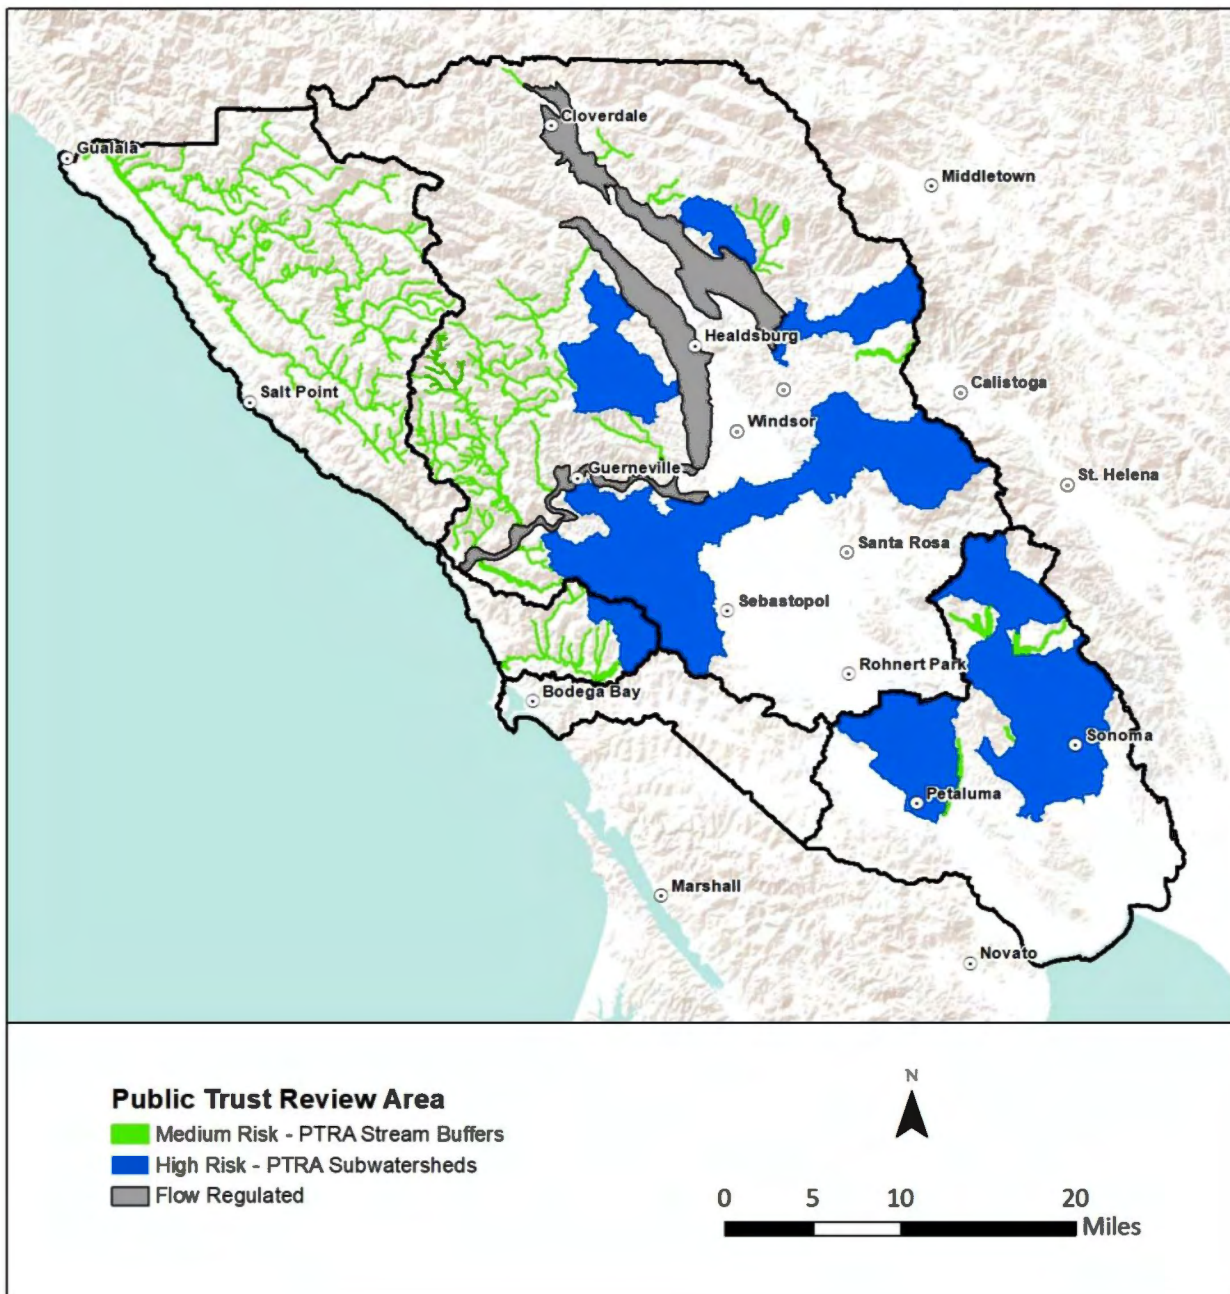 Cloverdale
Gualala
Middletown
Healdsburg
Salt Point
Calistoga
Windsor
Guerneville
St. Helena
Santa Rosa
Sebastopol
Rohnert Park
Bodega Bay
Sonoma
Petaluma
Marshall
Novato
Public Trust Review Area
Medium Risk - PTRA Stream Buffers
High Risk - PTRA Subwatersheds
Flow Regulated
N
0 5 10 20
Miles